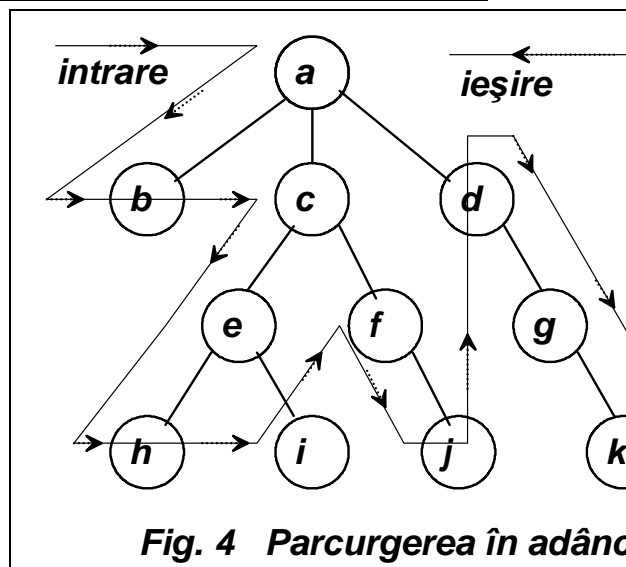 intrare a ieşire
b c d
e f g
h i j k
Fig. 4 Parcurgerea în adânc